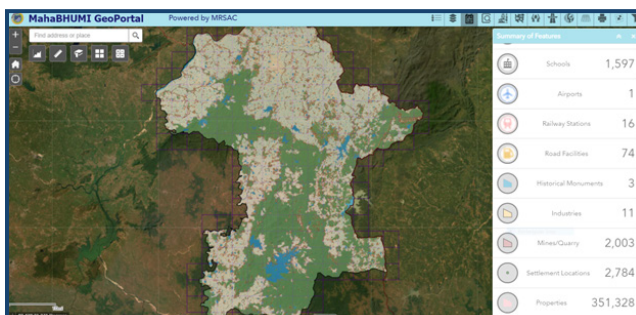 MahaBHUMI GeoPortal Powered by MRSAC
Find address or place
Summary of Features
Schools 1,597
Airports 1
Railway Stations 16
Road Facilities 74
Historical Monuments 3
Industries 11
Mines/Quarry 2,003
Settlement Locations 2,784
Properties 351,328